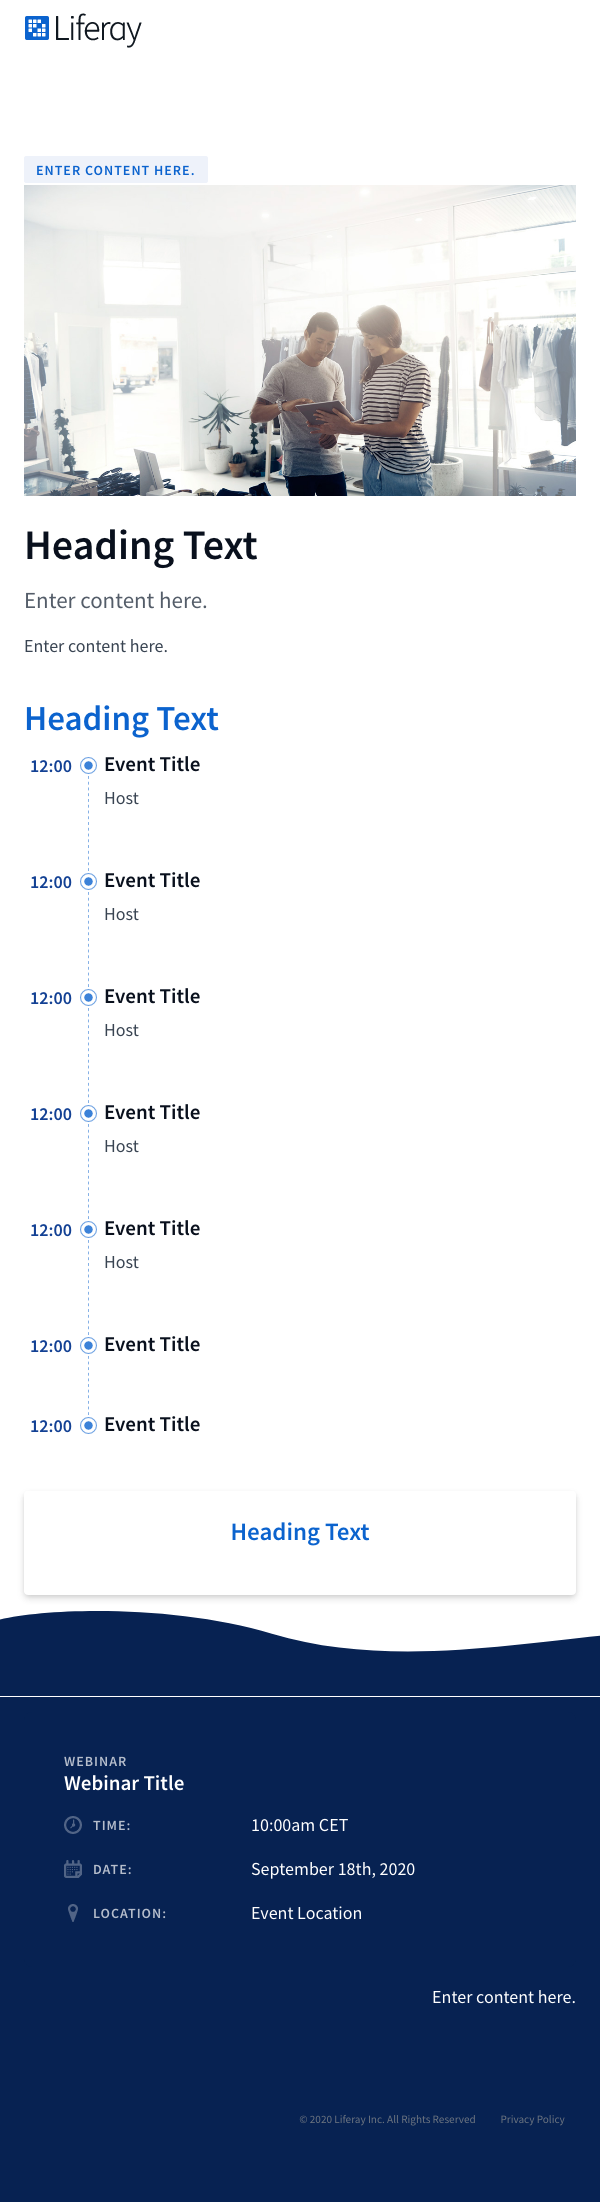 Liferay
ENTER CONTENT HERE.
Heading Text
Enter content here.
Enter content here.
Heading Text
12:00 Event Title
Host
12:00 Event Title
Host
12:00 Event Title
Host
12:00 Event Title
Host
12:00 Event Title
Host
12:00 Event Title
12:00 Event Title
Heading Text
WEBINAR
Webinar Title
TIME: 10:00am CET
DATE: September 18th, 2020
LOCATION: Event Location
Enter content here.
© 2020 Liferay Inc. All Rights Reserved Privacy Policy